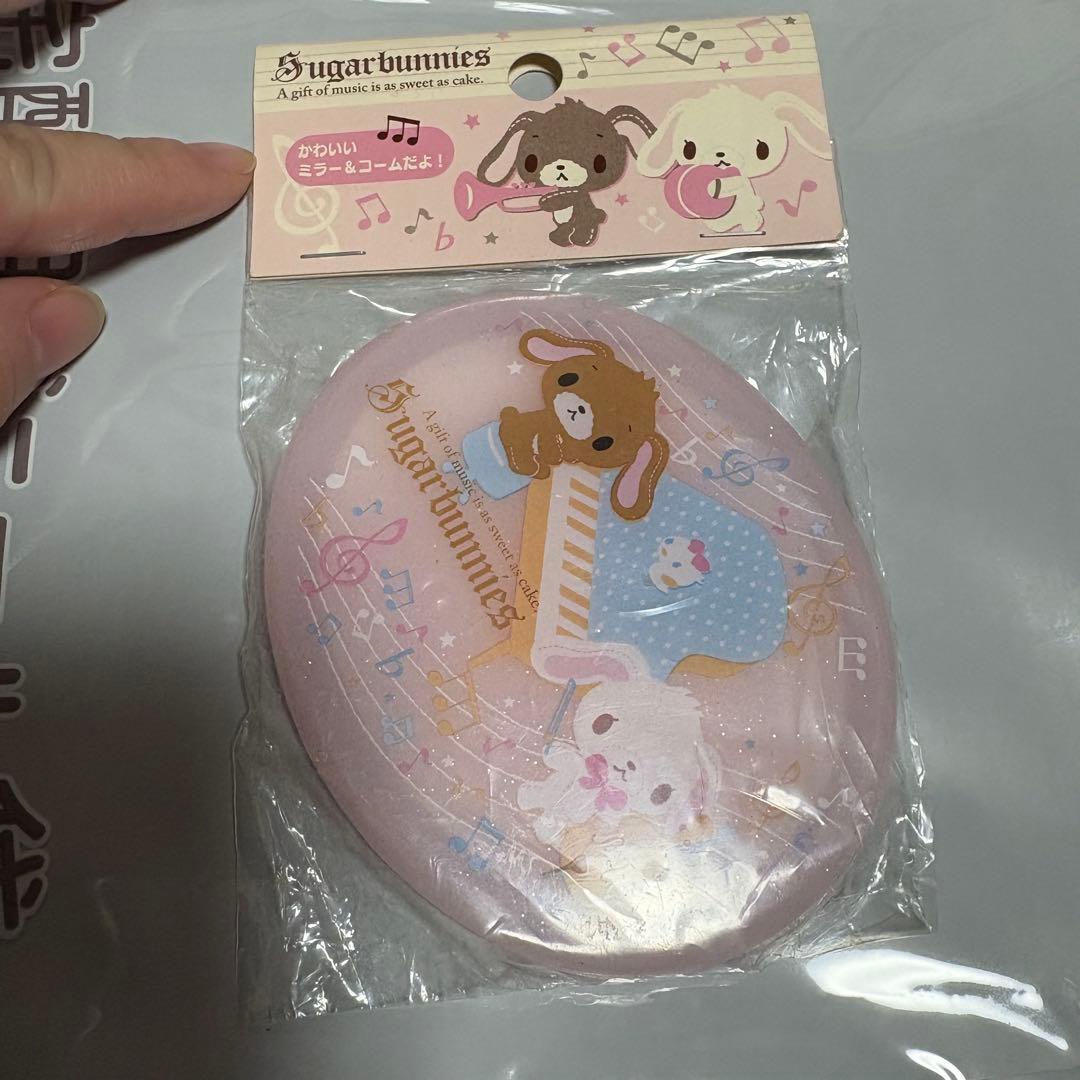 Sugarbunnies
A gift of music is as sweet as cake.
かわいい
ミラー&コームだよ！
Sugarbunnies
A gift of music is as sweet as cake.